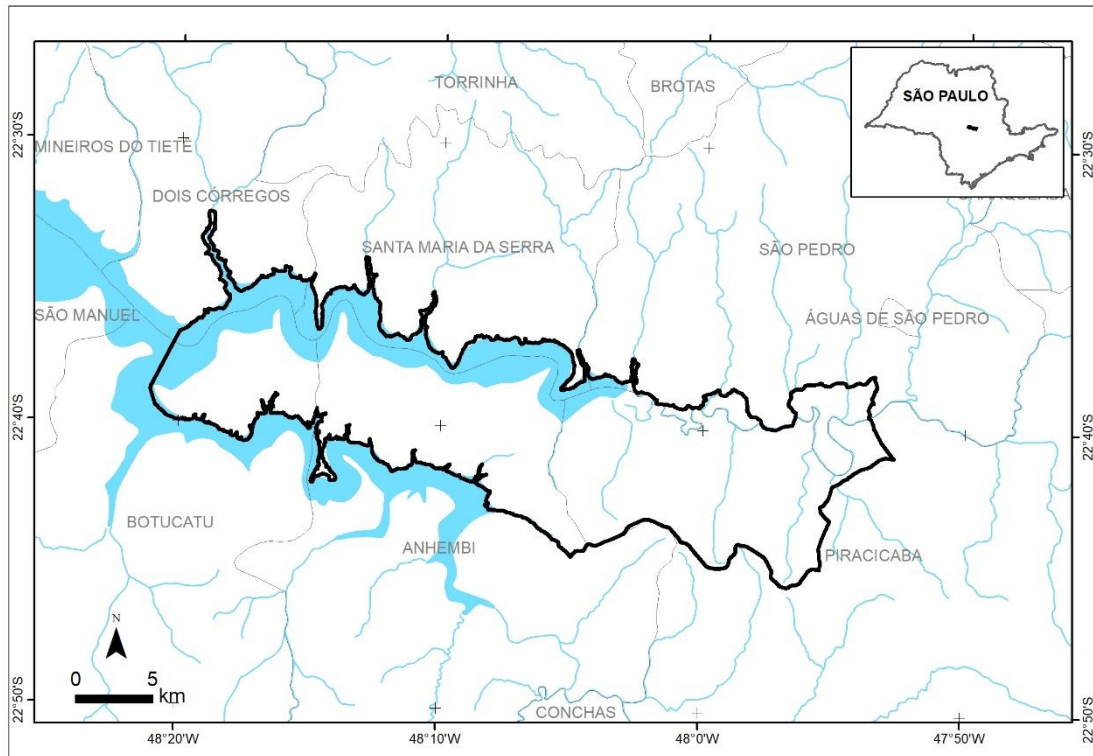 TORRINHA
BROTAS
SÃO PAULO
22°30'S
22°30'S
MINEIROS DO TIETÊ
DOIS CÓRREGOS
SANTA MARIA DA SERRA
SÃO PEDRO
SÃO MANUEL
ÁGUAS DE SÃO PEDRO
22°40'S
22°40'S
BOTUCATU
ANHEMBI
PIRACICABA
N
0 5
km
CONCHAS
22°50'S
22°50'S
48°20'W
48°10'W
48°0'W
47°50'W